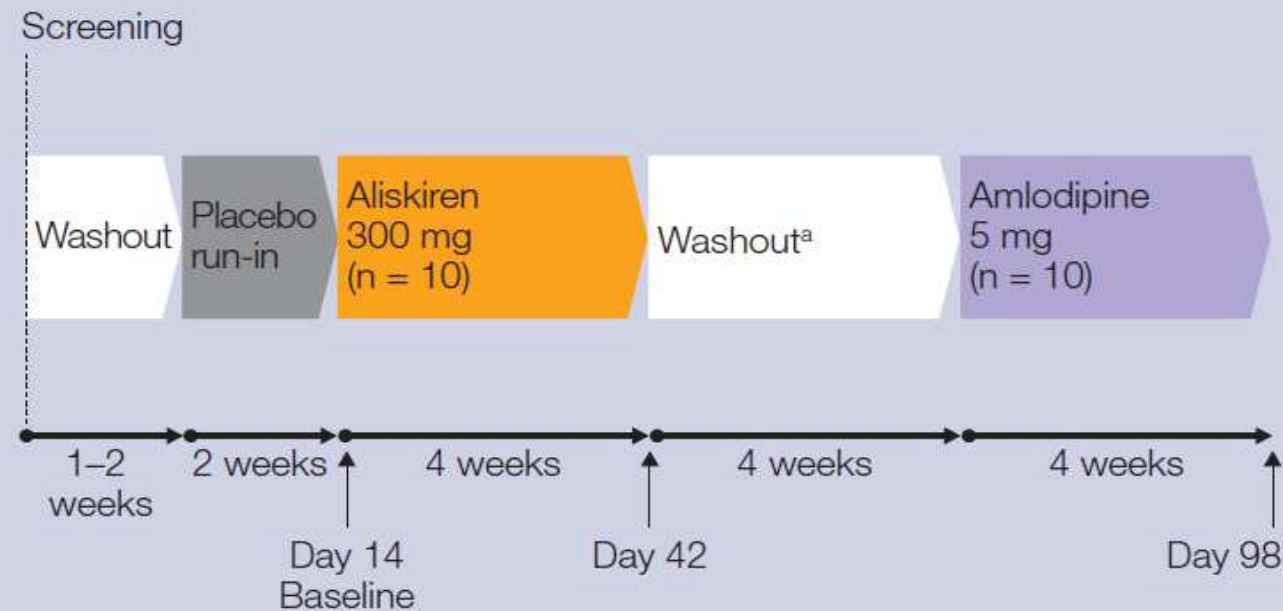 Screening
Washout
Placebo
run-in
Aliskiren
300 mg
(n = 10)
Washoutᵃ
Amlodipine
5 mg
(n = 10)
1–2
weeks
2 weeks
4 weeks
4 weeks
4 weeks
Day 14
Baseline
Day 42
Day 98